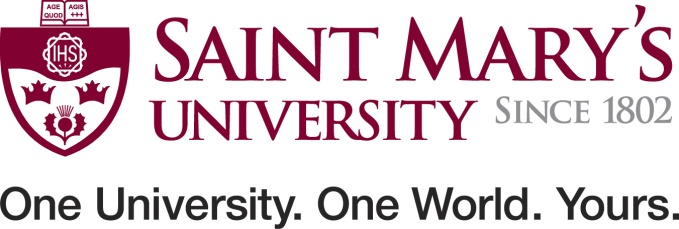 AGE QUOD AGIS +++
IHS
SAINT MARY'S
UNIVERSITY SINCE 1802
One University. One World. Yours.